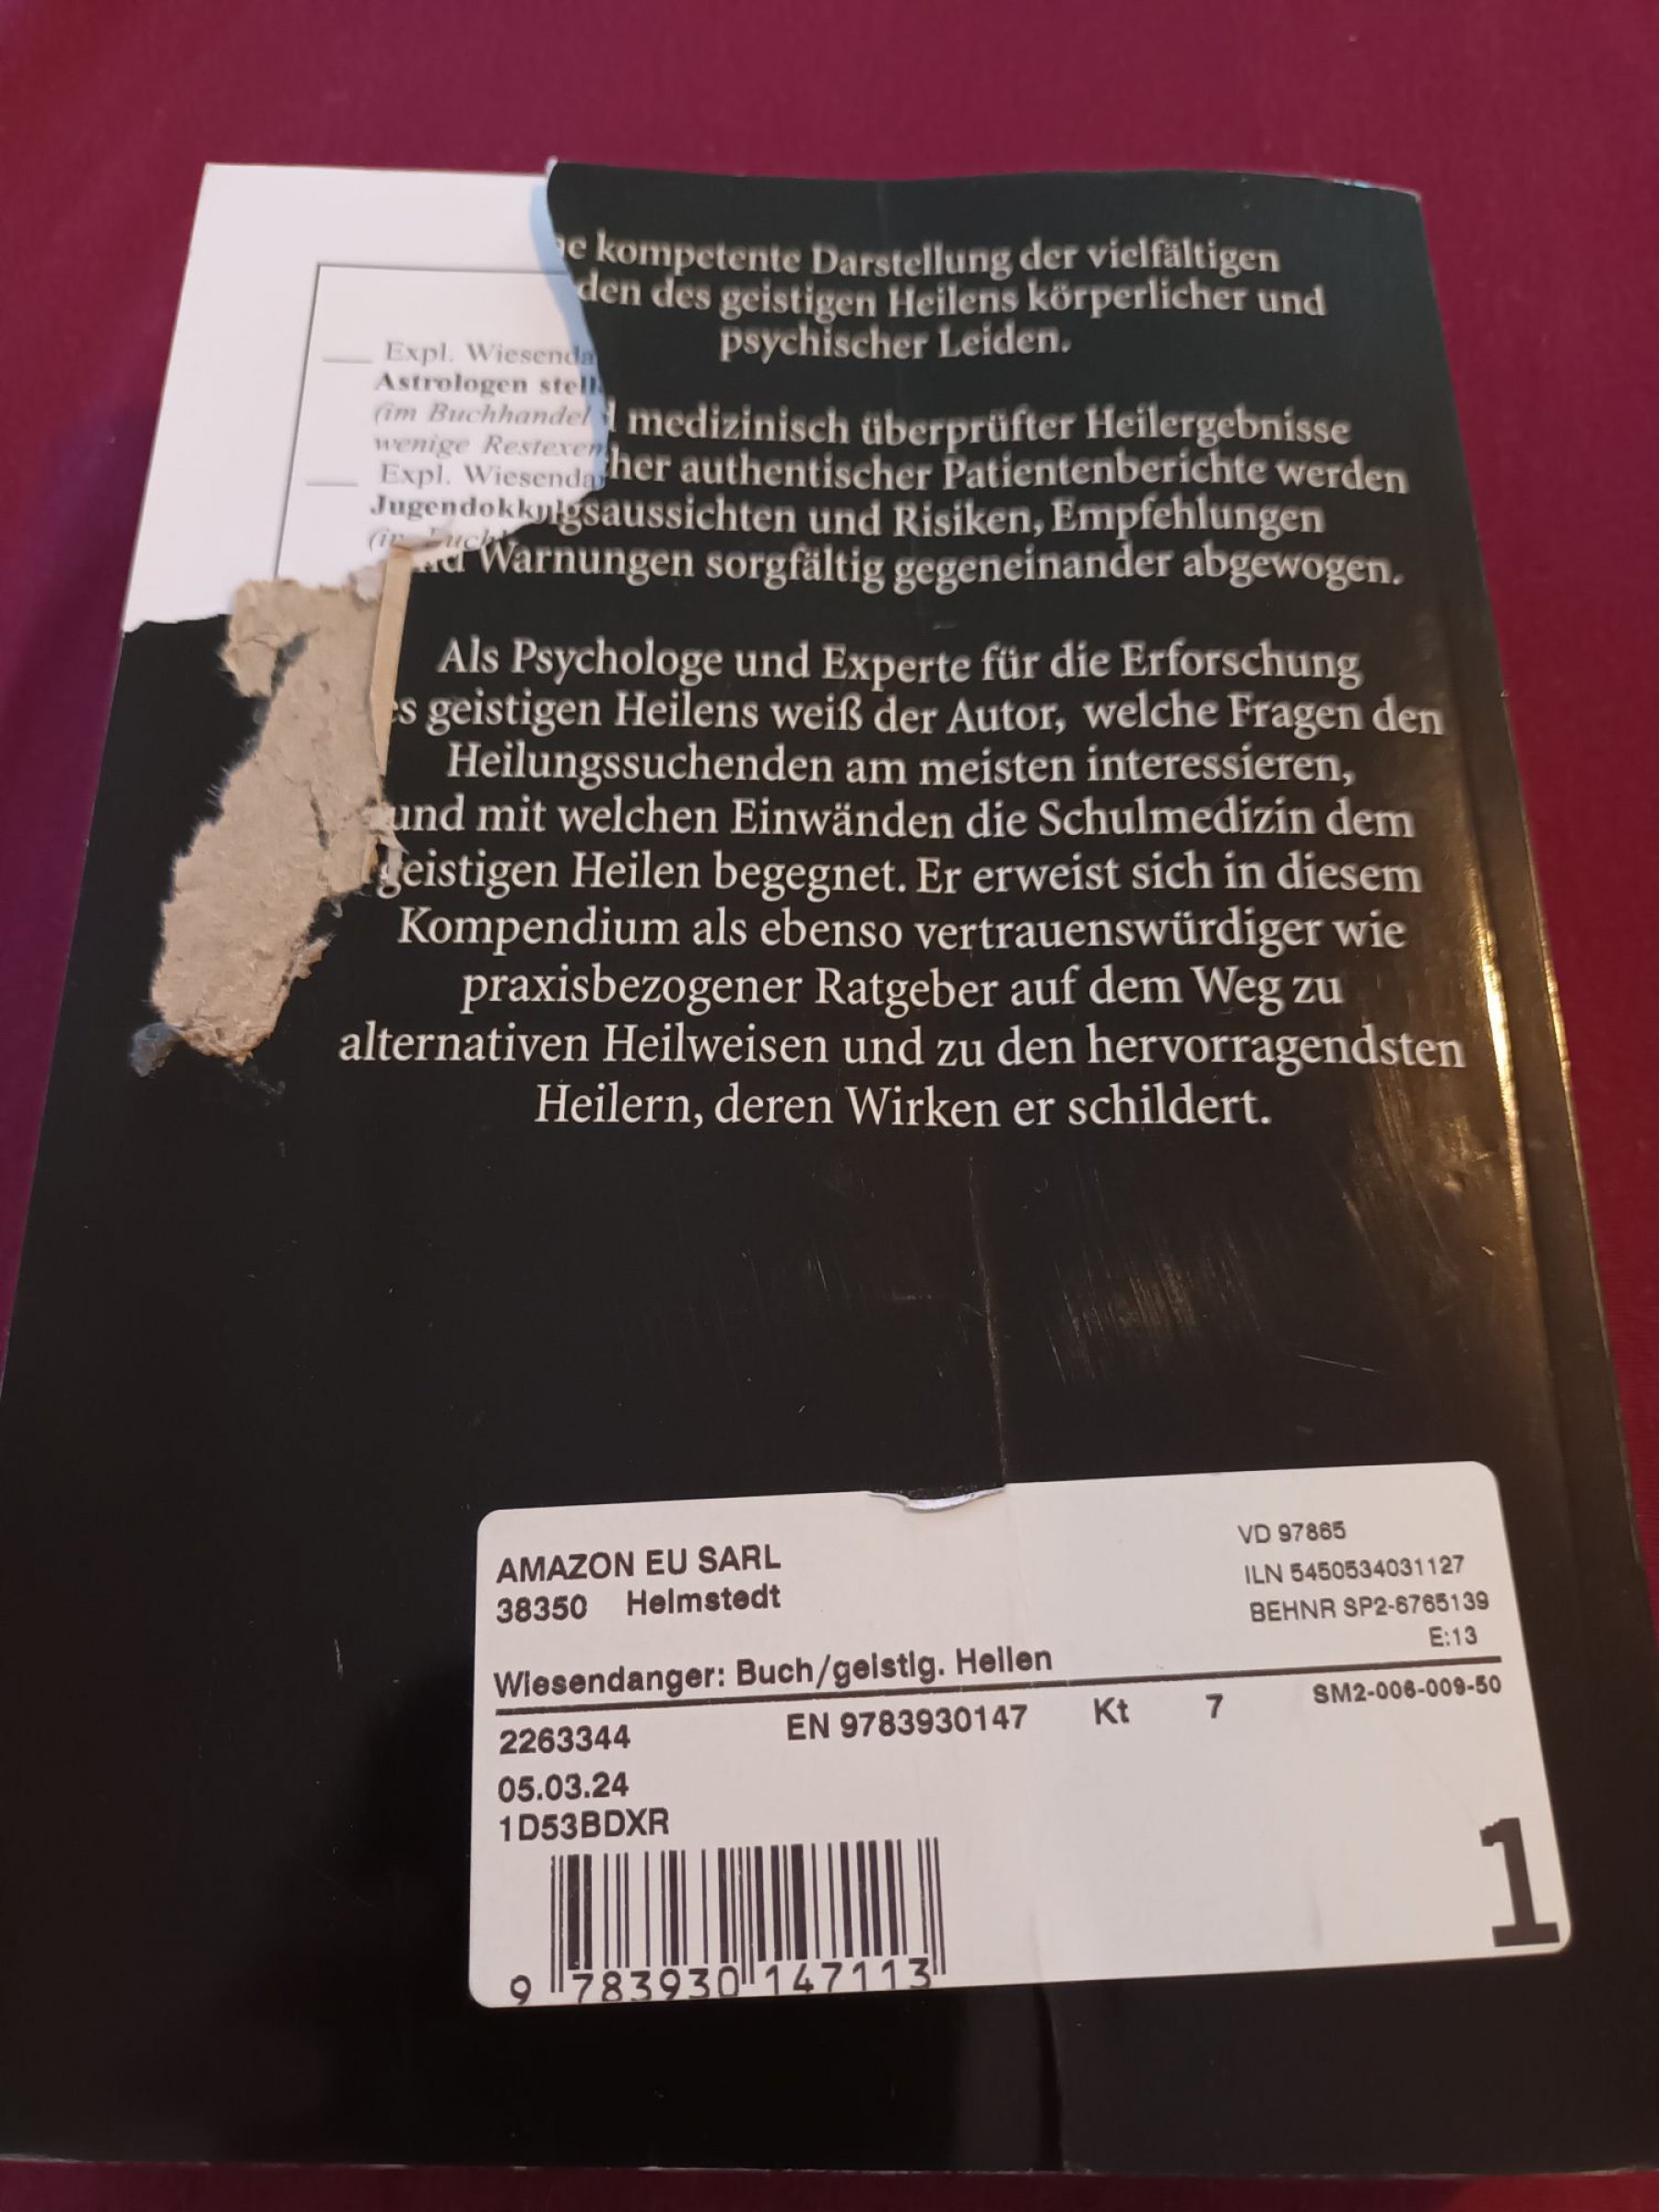 kompetente Darstellung der vielfältigen
den des geistigen Heilens körperlicher und
psychischer Leiden.
Expl. Wiesenda
Astrologen stell
(im Buchhandel
wenige Restexen
Expl. Wiesenda
Jugendokku
medizinisch überprüfter Heilergebnisse
her authentischer Patientenberichte werden
gsaussichten und Risiken, Empfehlungen
Warnungen sorgfältig gegeneinander abgewogen.
Als Psychologe und Experte für die Erforschung
es geistigen Heilens weiß der Autor, welche Fragen den
Heilungssuchenden am meisten interessieren,
und mit welchen Einwänden die Schulmedizin dem
geistigen Heilen begegnet. Er erweist sich in diesem
Kompendium als ebenso vertrauenswürdiger wie
praxisbezogener Ratgeber auf dem Weg zu
alternativen Heilweisen und zu den hervorragendsten
Heilern, deren Wirken er schildert.
AMAZON EU SARL
38350 Helmstedt
VD 97865
ILN 5450534031127
BEHNR SP2-6765139
E:13
Wiesendanger: Buch/geistig. Heilen
2263344 EN 9783930147 Kt 7 SM2-006-009-50
05.03.24
1D53BDXR
1
9 783930 147113